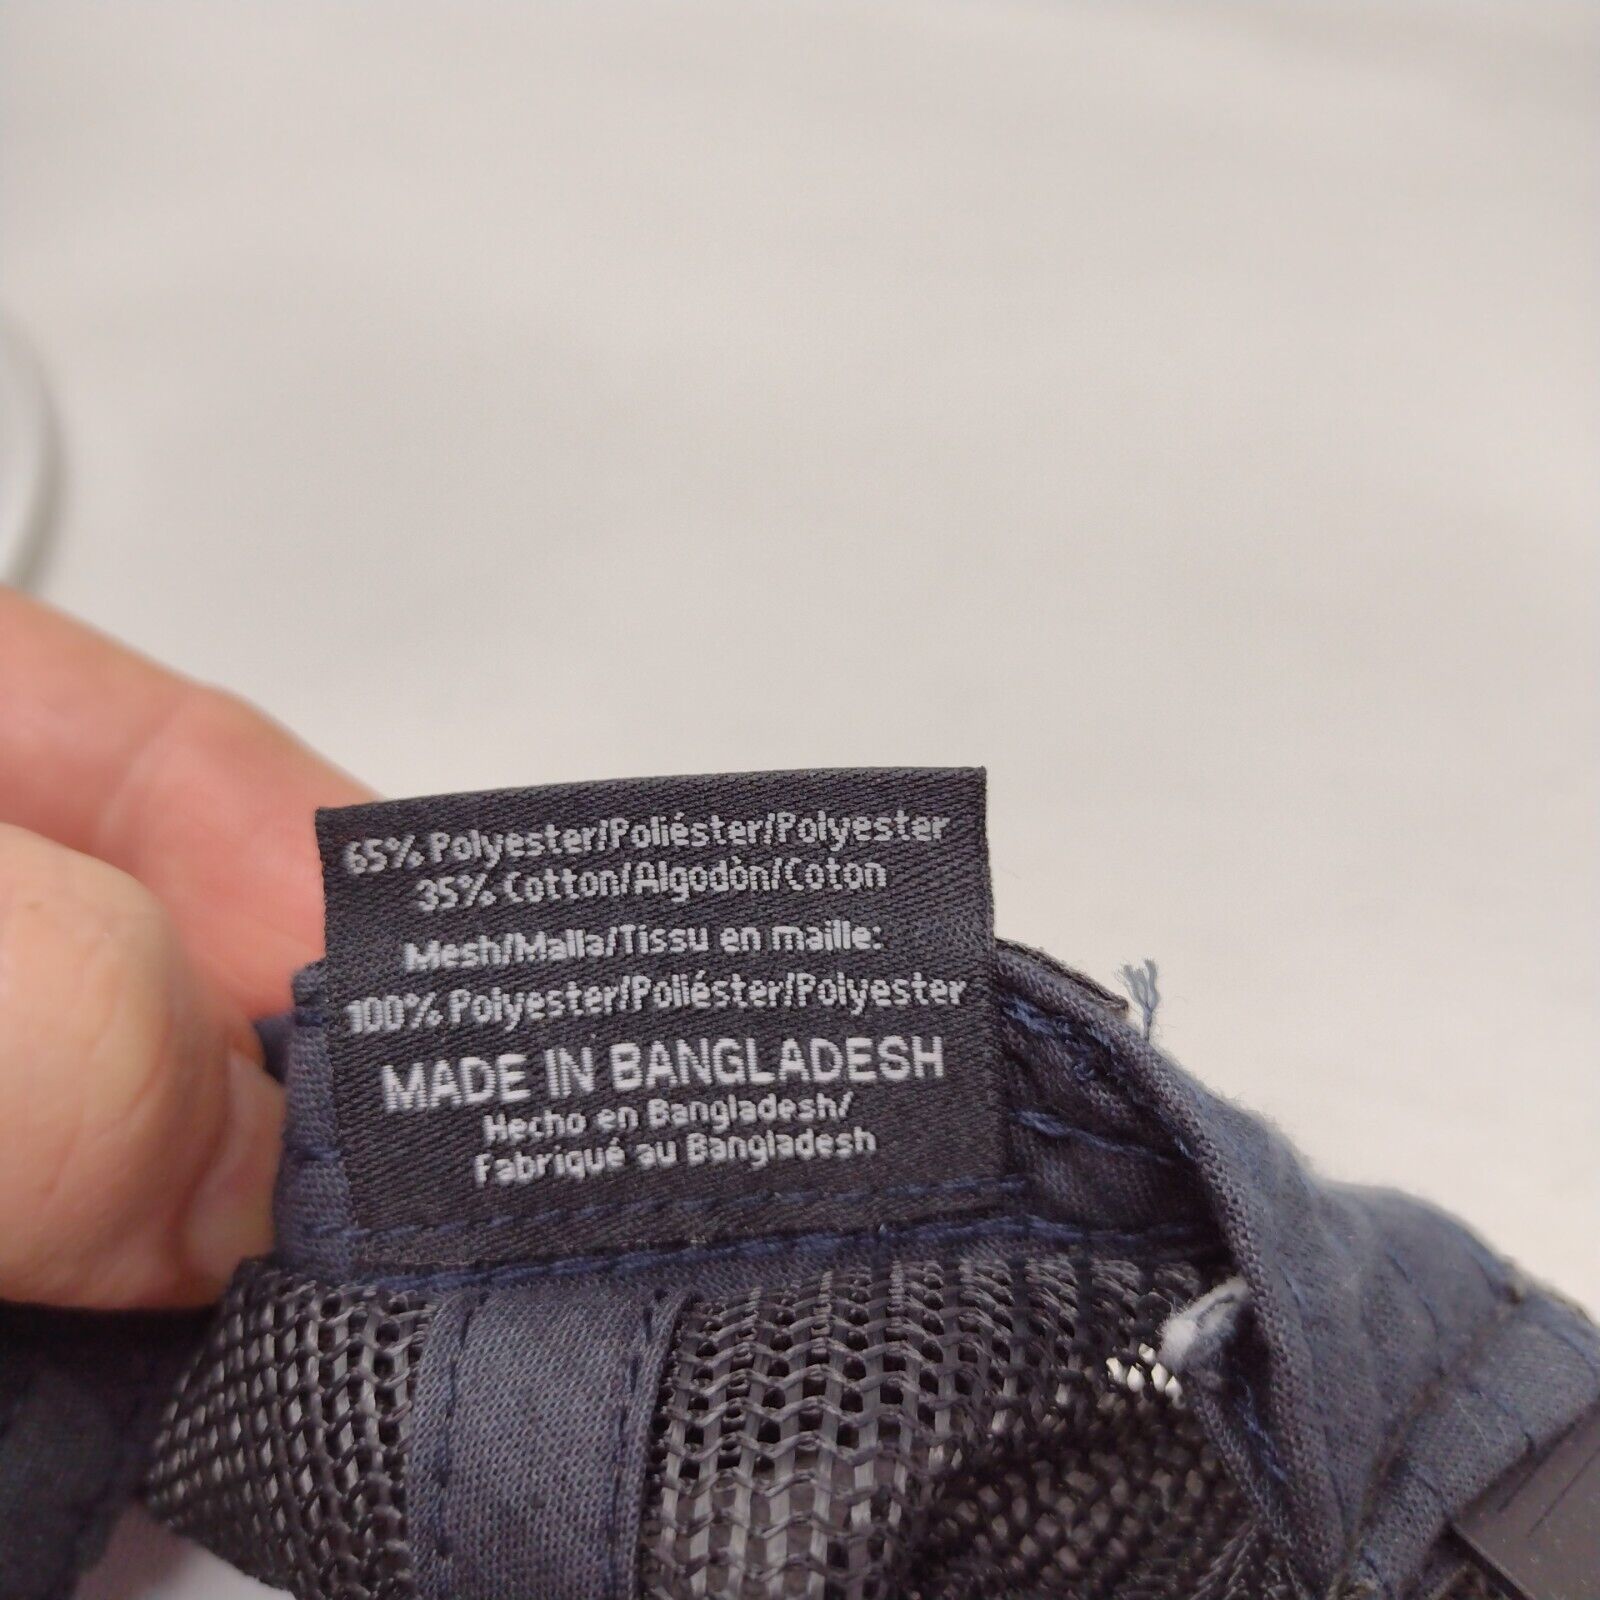 65% Polyester/Poliéster/Polyester
35% Cotton/Algodòn/Coton
Mesh/Malla/Tissu en maille:
100% Polyester/Poliéster/Polyester
MADE IN BANGLADESH
Hecho en Bangladesh/
Fabriqué au Bangladesh